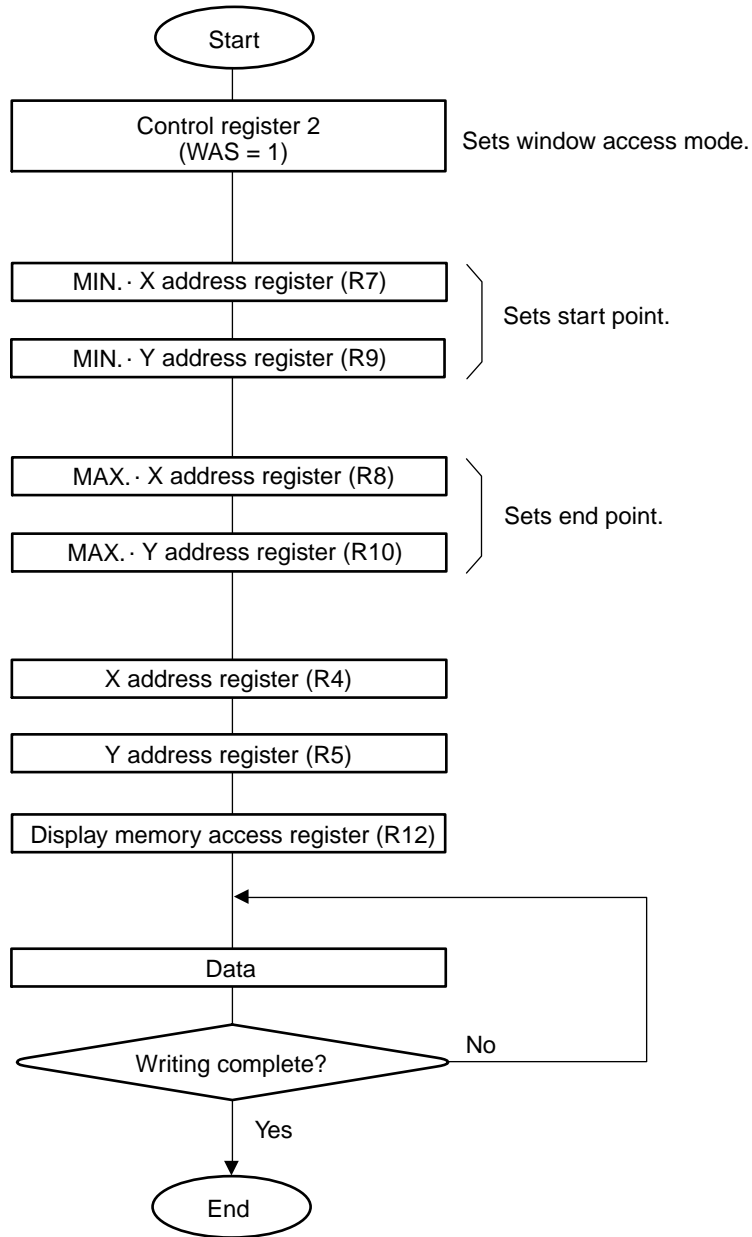 Start
Control register 2
(WAS = 1)
Sets window access mode.
MIN. · X address register (R7)
Sets start point.
MIN. · Y address register (R9)
MAX. · X address register (R8)
Sets end point.
MAX. · Y address register (R10)
X address register (R4)
Y address register (R5)
Display memory access register (R12)
Data
Writing complete?
No
Yes
End